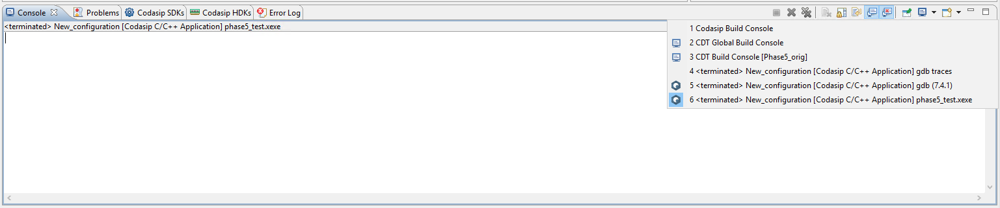 Console Problems Codasip SDKs Codasip HDKs Error Log
<terminated> New_configuration [Codasip C/C++ Application] phase5_test.xexe
1 Codasip Build Console
2 CDT Global Build Console
3 CDT Build Console [Phase5_orig]
4 <terminated> New_configuration [Codasip C/C++ Application] gdb traces
5 <terminated> New_configuration [Codasip C/C++ Application] gdb (7.4.1)
6 <terminated> New_configuration [Codasip C/C++ Application] phase5_test.xexe